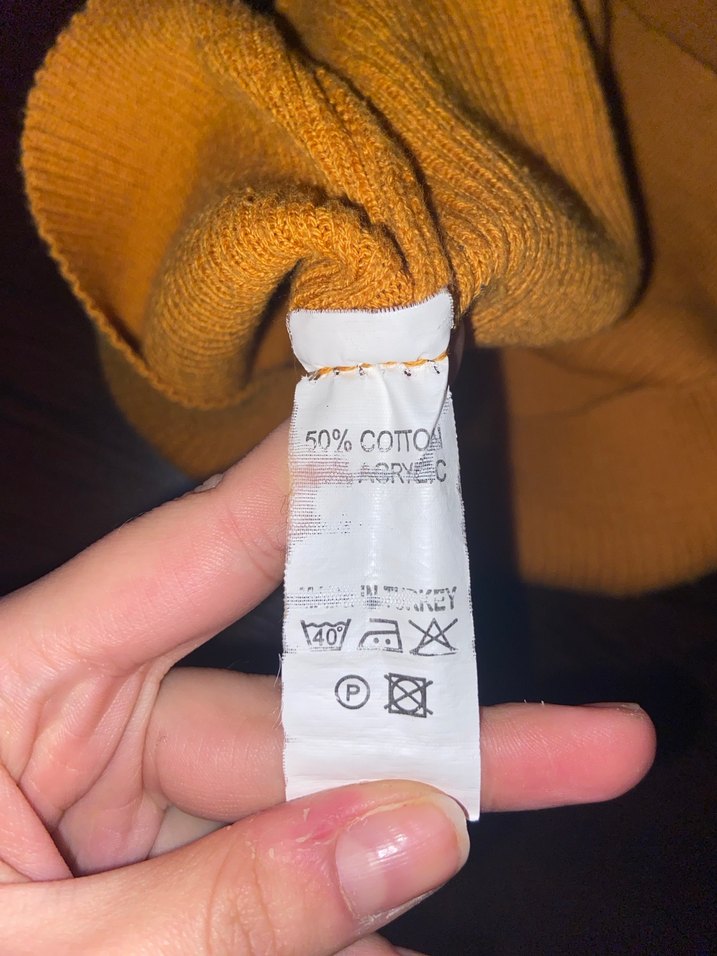 50% COTTON
ACRYLIC
IN TURKEY
40°
P